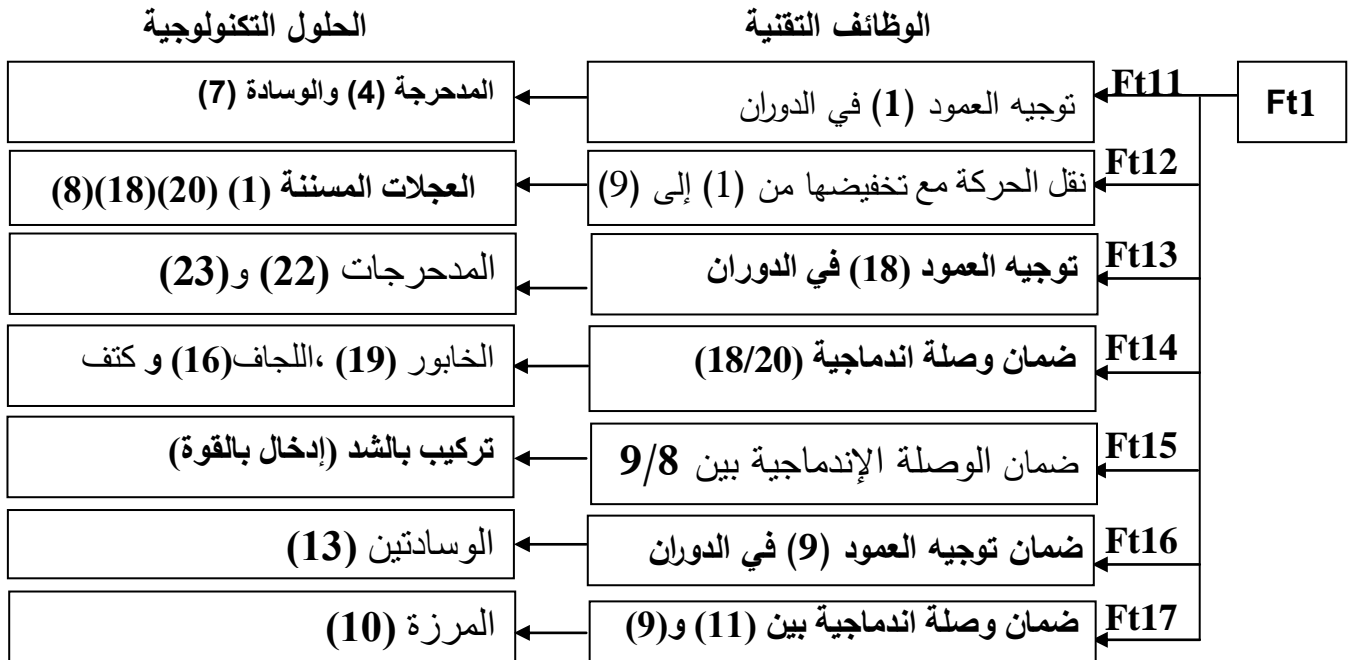 الوظائف التقنية
الحلول التكنولوجية
Ft1
Ft11
توجيه العمود (1) في الدوران
المدحرجة (4) والوسادة (7)
Ft12
نقل الحركة مع تخفيضها من (1) إلى (9)
العجلات المسننة (1) (20)(18)(8)
Ft13
توجيه العمود (18) في الدوران
المدحرجات (22) و(23)
Ft14
ضمان وصلة اندماجية (18/20)
الخابور (19) ،اللجاف(16) و كتف
Ft15
ضمان الوصلة الإندماجية بين 9/8
تركيب بالشد (إدخال بالقوة)
Ft16
ضمان توجيه العمود (9) في الدوران
الوسادتين (13)
Ft17
ضمان وصلة اندماجية بين (11) و(9)
المرزة (10)